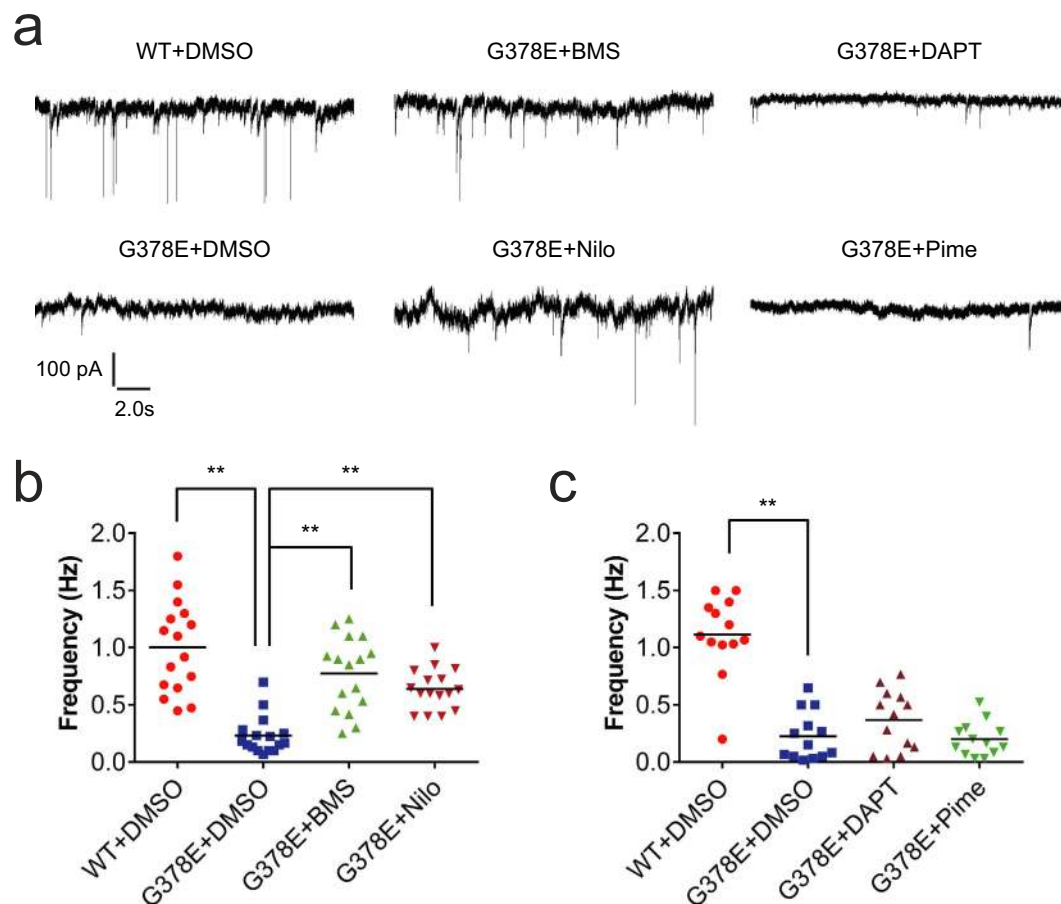 a
WT+DMSO
G378E+BMS
G378E+DAPT
G378E+DMSO
G378E+Nilo
G378E+Pime
100 pA
2.0s
b
**
**
**
Frequency (Hz)
2.0
1.5
1.0
0.5
0.0
WT+DMSO
G378E+DMSO
G378E+BMS
G378E+Nilo
c
**
Frequency (Hz)
2.0
1.5
1.0
0.5
0.0
WT+DMSO
G378E+DMSO
G378E+DAPT
G378E+Pime